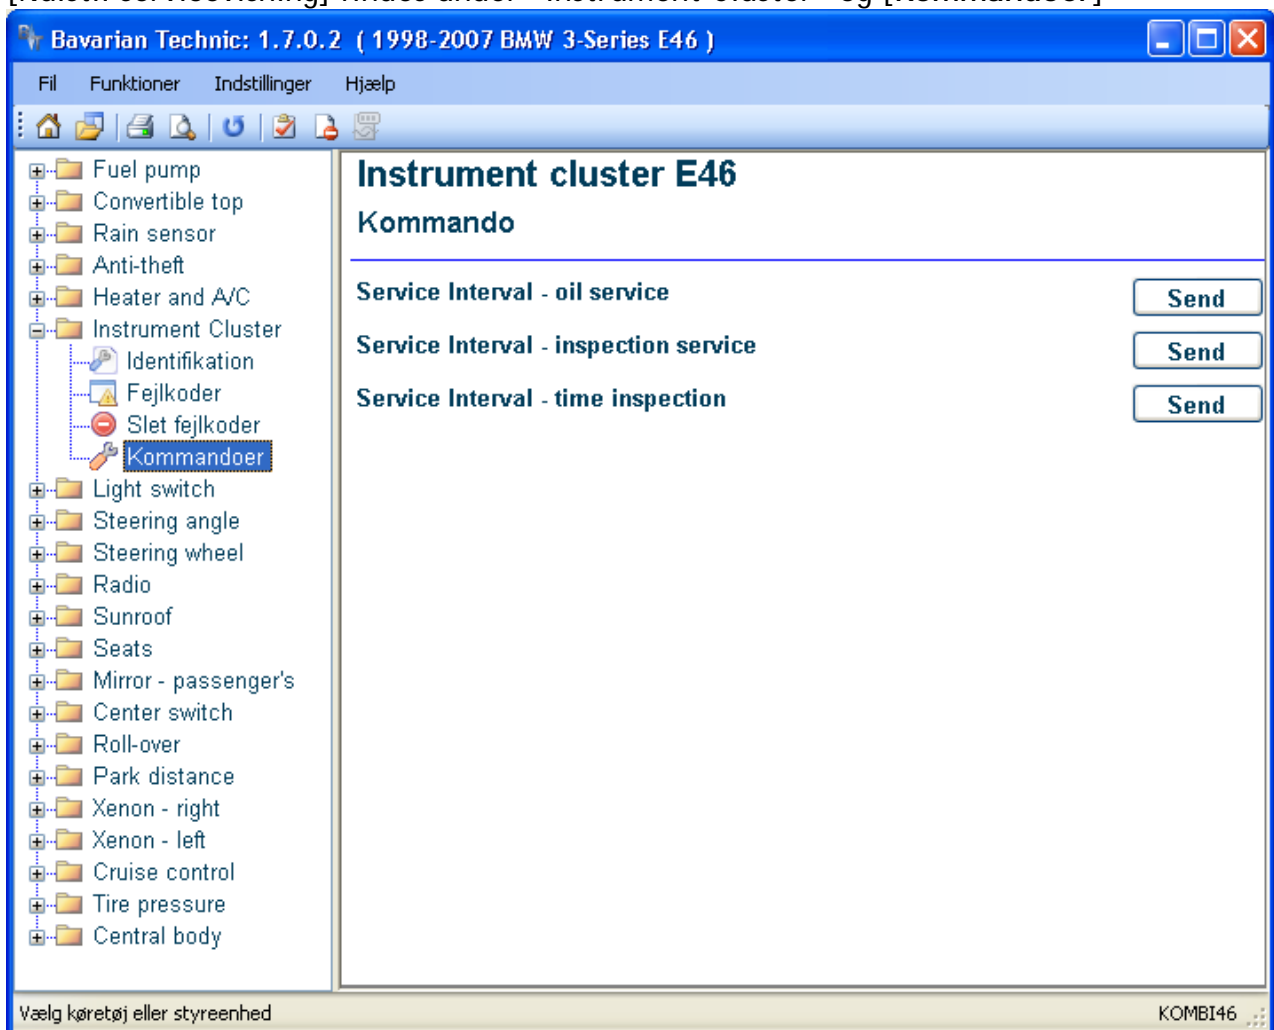 Bavarian Technic: 1.7.0.2 ( 1998-2007 BMW 3-Series E46 )
Fil Funktioner Indstillinger Hjælp
Fuel pump
Convertible top
Rain sensor
Anti-theft
Heater and A/C
Instrument Cluster
Identifikation
Fejlkoder
Slet fejlkoder
Kommandoer
Light switch
Steering angle
Steering wheel
Radio
Sunroof
Seats
Mirror - passenger's
Center switch
Roll-over
Park distance
Xenon - right
Xenon - left
Cruise control
Tire pressure
Central body
Instrument cluster E46
Kommando
Service Interval - oil service Send
Service Interval - inspection service Send
Service Interval - time inspection Send
Vælg køretøj eller styreenhed KOMBI46